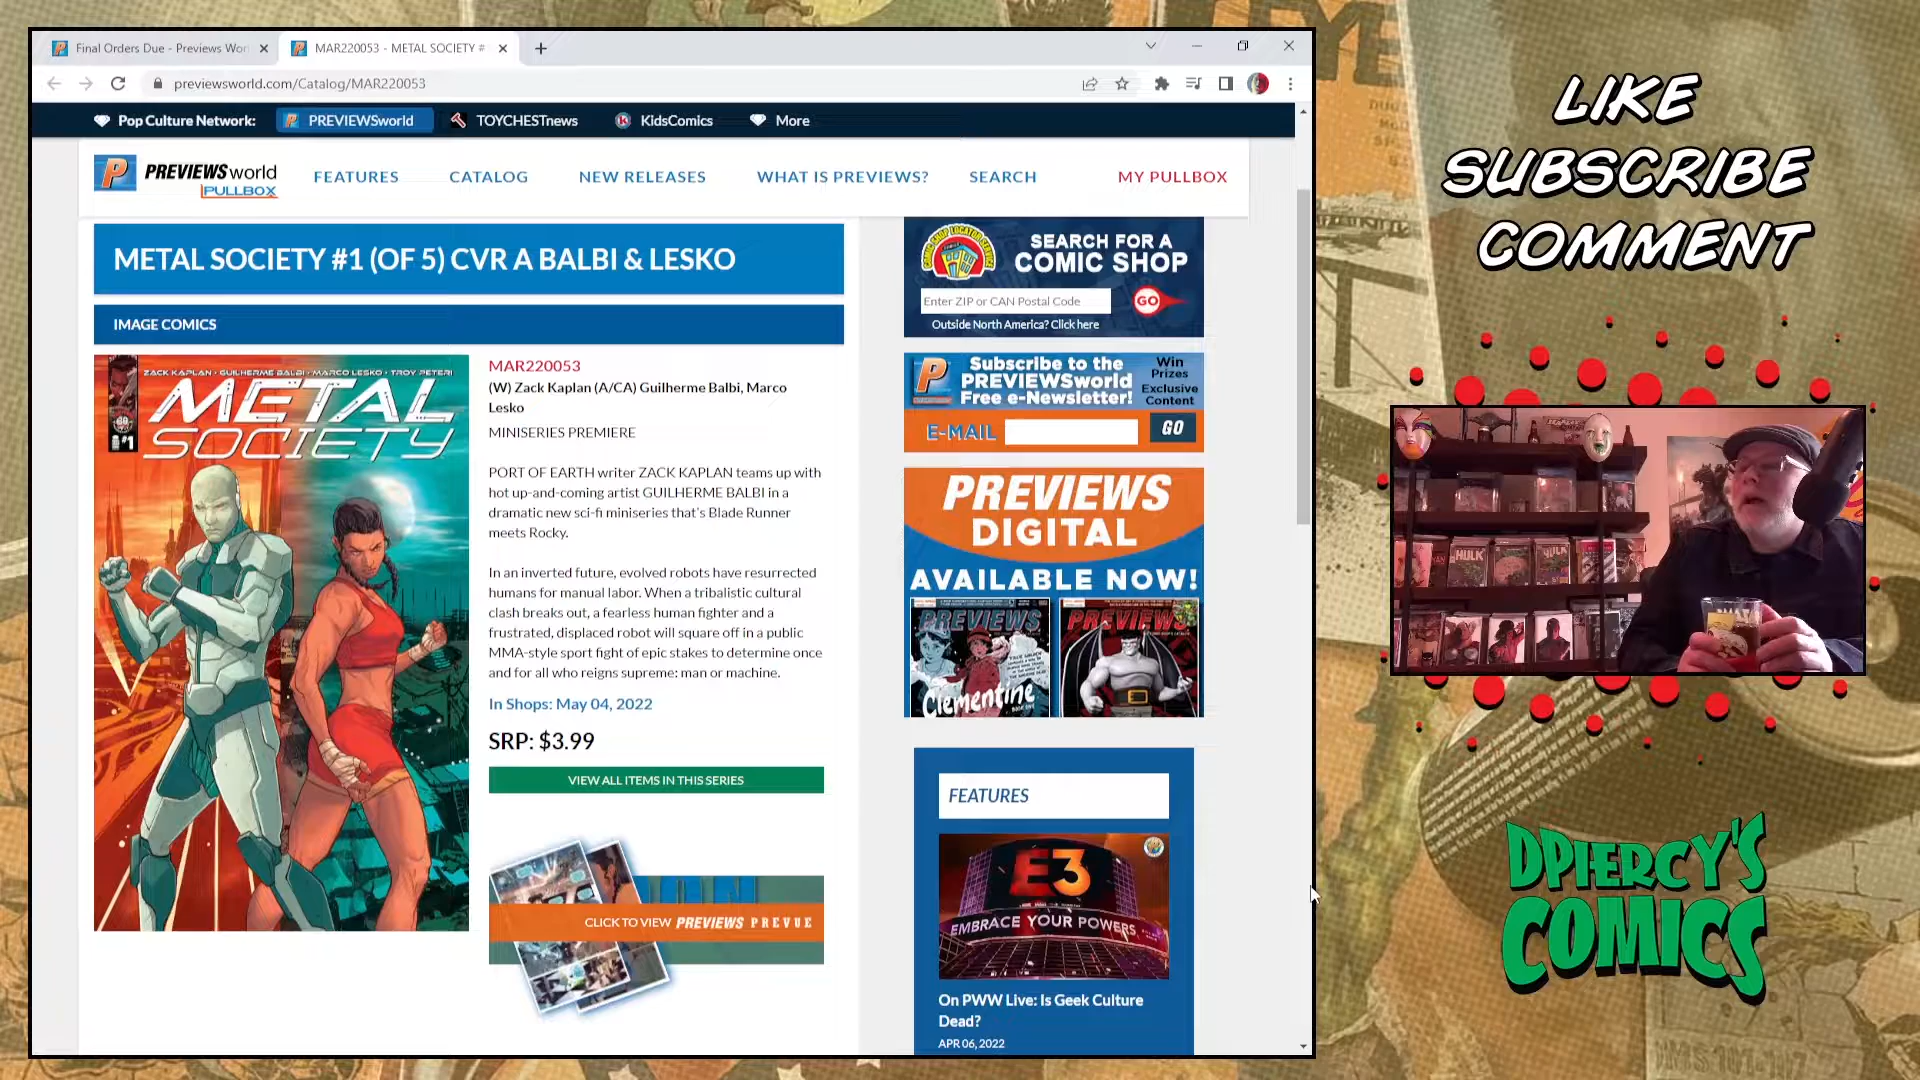 Final Orders Due - Previews Wor
MAR220053 - METAL SOCIETY #
previewsworld.com/Catalog/MAR220053
Pop Culture Network:
PREVIEWSworld
TOYCHESTnews
KidsComics
More
PREVIEWSworld
PULLBOX
FEATURES
CATALOG
NEW RELEASES
WHAT IS PREVIEWS?
SEARCH
MY PULLBOX
METAL SOCIETY #1 (OF 5) CVR A BALBI & LESKO
IMAGE COMICS
ZACK KAPLAN • GUILHERME BALBI • MARCO LESKO • TROY PETERI
METAL
SOCIETY
#1
MAR220053
(W) Zack Kaplan (A/CA) Guilherme Balbi, Marco
Lesko
MINISERIES PREMIERE
PORT OF EARTH writer ZACK KAPLAN teams up with
hot up-and-coming artist GUILHERME BALBI in a
dramatic new sci-fi miniseries that's Blade Runner
meets Rocky.
In an inverted future, evolved robots have resurrected
humans for manual labor. When a tribalistic cultural
clash breaks out, a fearless human fighter and a
frustrated, displaced robot will square off in a public
MMA-style sport fight of epic stakes to determine once
and for all who reigns supreme: man or machine.
In Shops: May 04, 2022
SRP: $3.99
VIEW ALL ITEMS IN THIS SERIES
CLICK TO VIEW PREVIEWS PREVUE
COMIC SHOP LOCATOR SERVICE
SEARCH FOR A
COMIC SHOP
Enter ZIP or CAN Postal Code
GO
Outside North America? Click here
Subscribe to the
PREVIEWSworld
Free e-Newsletter!
Win
Prizes
Exclusive
Content
E-MAIL
GO
PREVIEWS
DIGITAL
AVAILABLE NOW!
PREVIEWS
Clementine
PREVIEWS
FEATURES
E3
EMBRACE YOUR POWERS
On PWW Live: Is Geek Culture
Dead?
APR 06, 2022
LIKE
SUBSCRIBE
COMMENT
HULK
DPIERCY'S
COMICS